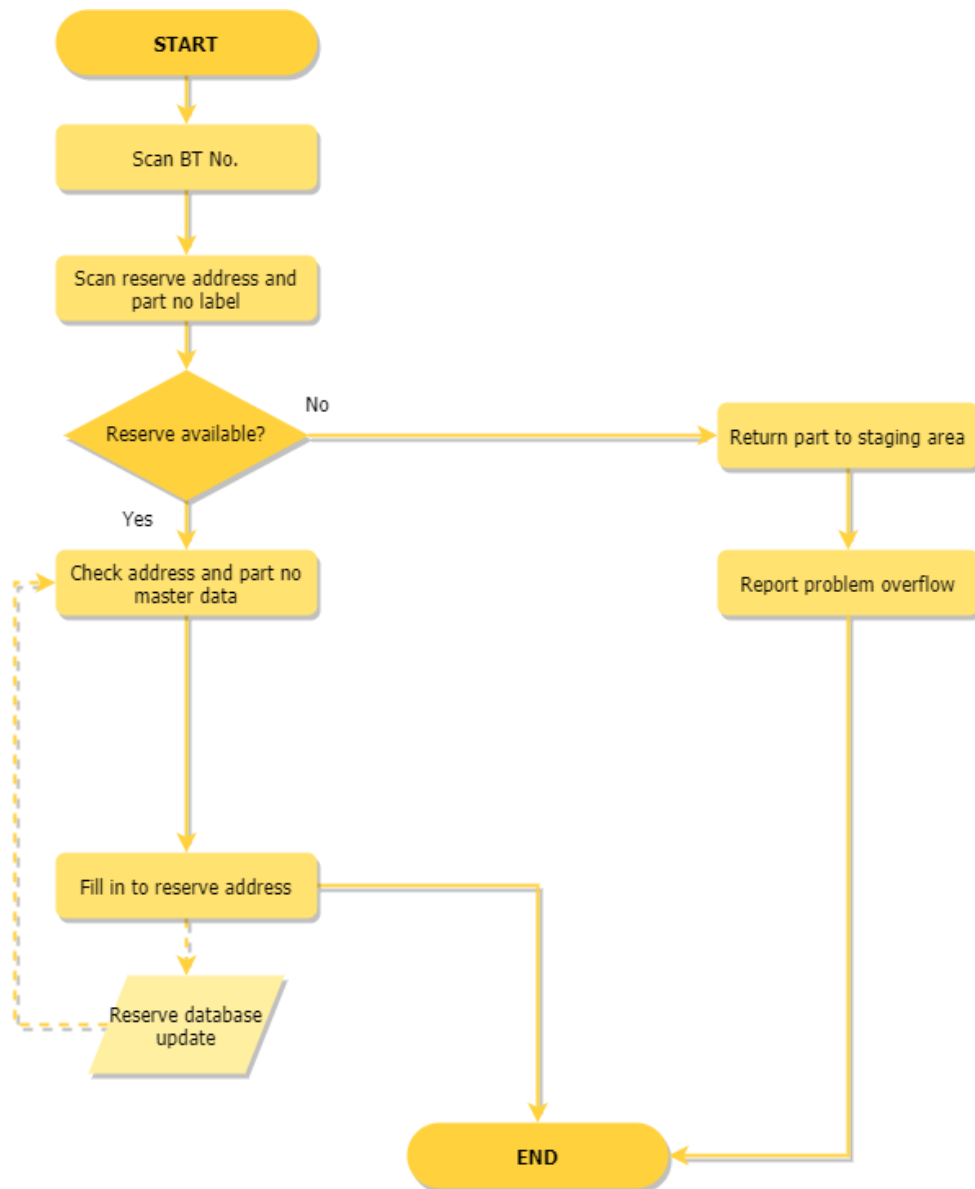 START
Scan BT No.
Scan reserve address and
part no label
Reserve available?
No
Return part to staging area
Yes
Check address and part no
master data
Report problem overflow
Fill in to reserve address
Reserve database
update
END